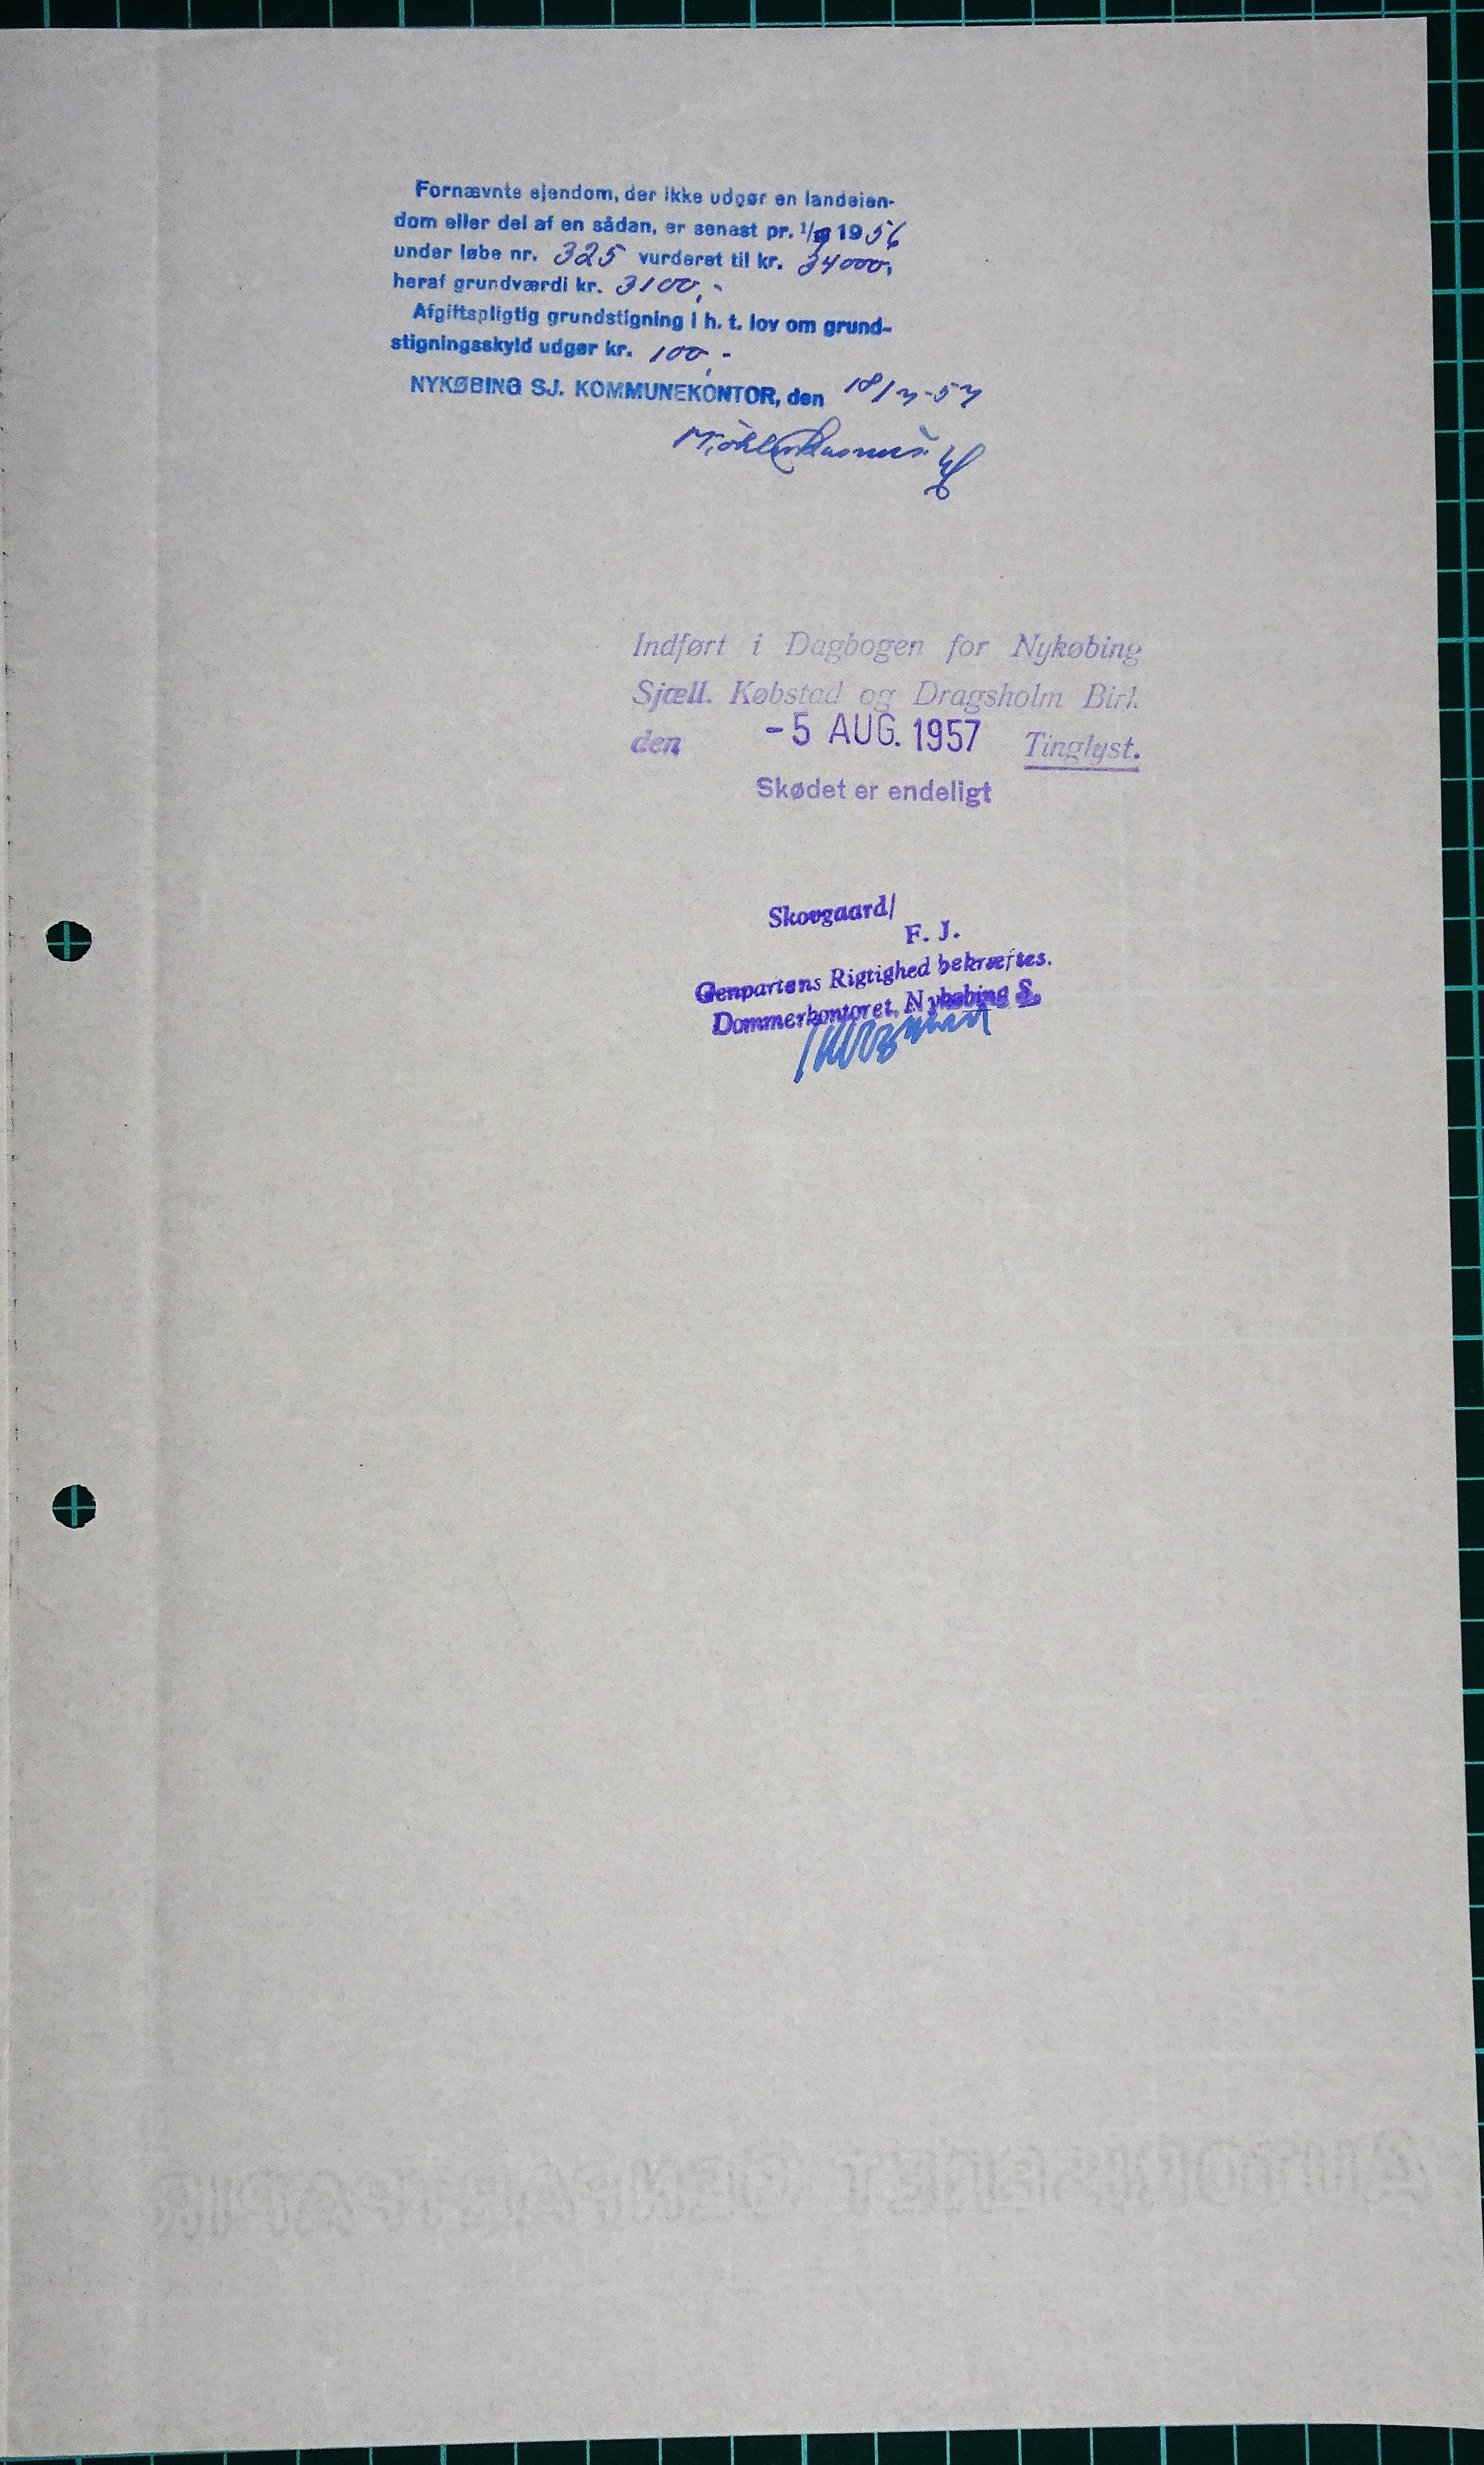 Fornævnte ejendom, der ikke udgør en landeien-
dom eller del af en sådan, er senest pr. 1/9 1956
under løbe nr. 325 vurderet til kr. 34000,
heraf grundværdi kr. 3100,-
Afgiftspligtig grundstigning i h. t. lov om grund-
stigningsskyld udgør kr. 100,-
NYKØBING SJ. KOMMUNEKONTOR, den 18/7-57
Indført i Dagbogen for Nykøbing
Sjæll. Købstad og Dragsholm Birk
den -5 AUG. 1957 Tinglyst.
Skødet er endeligt
Skovgaard/
F. J.
Genpartens Rigtighed bekræftes.
Dommerkontoret, Nykøbing S.
Skovgaard